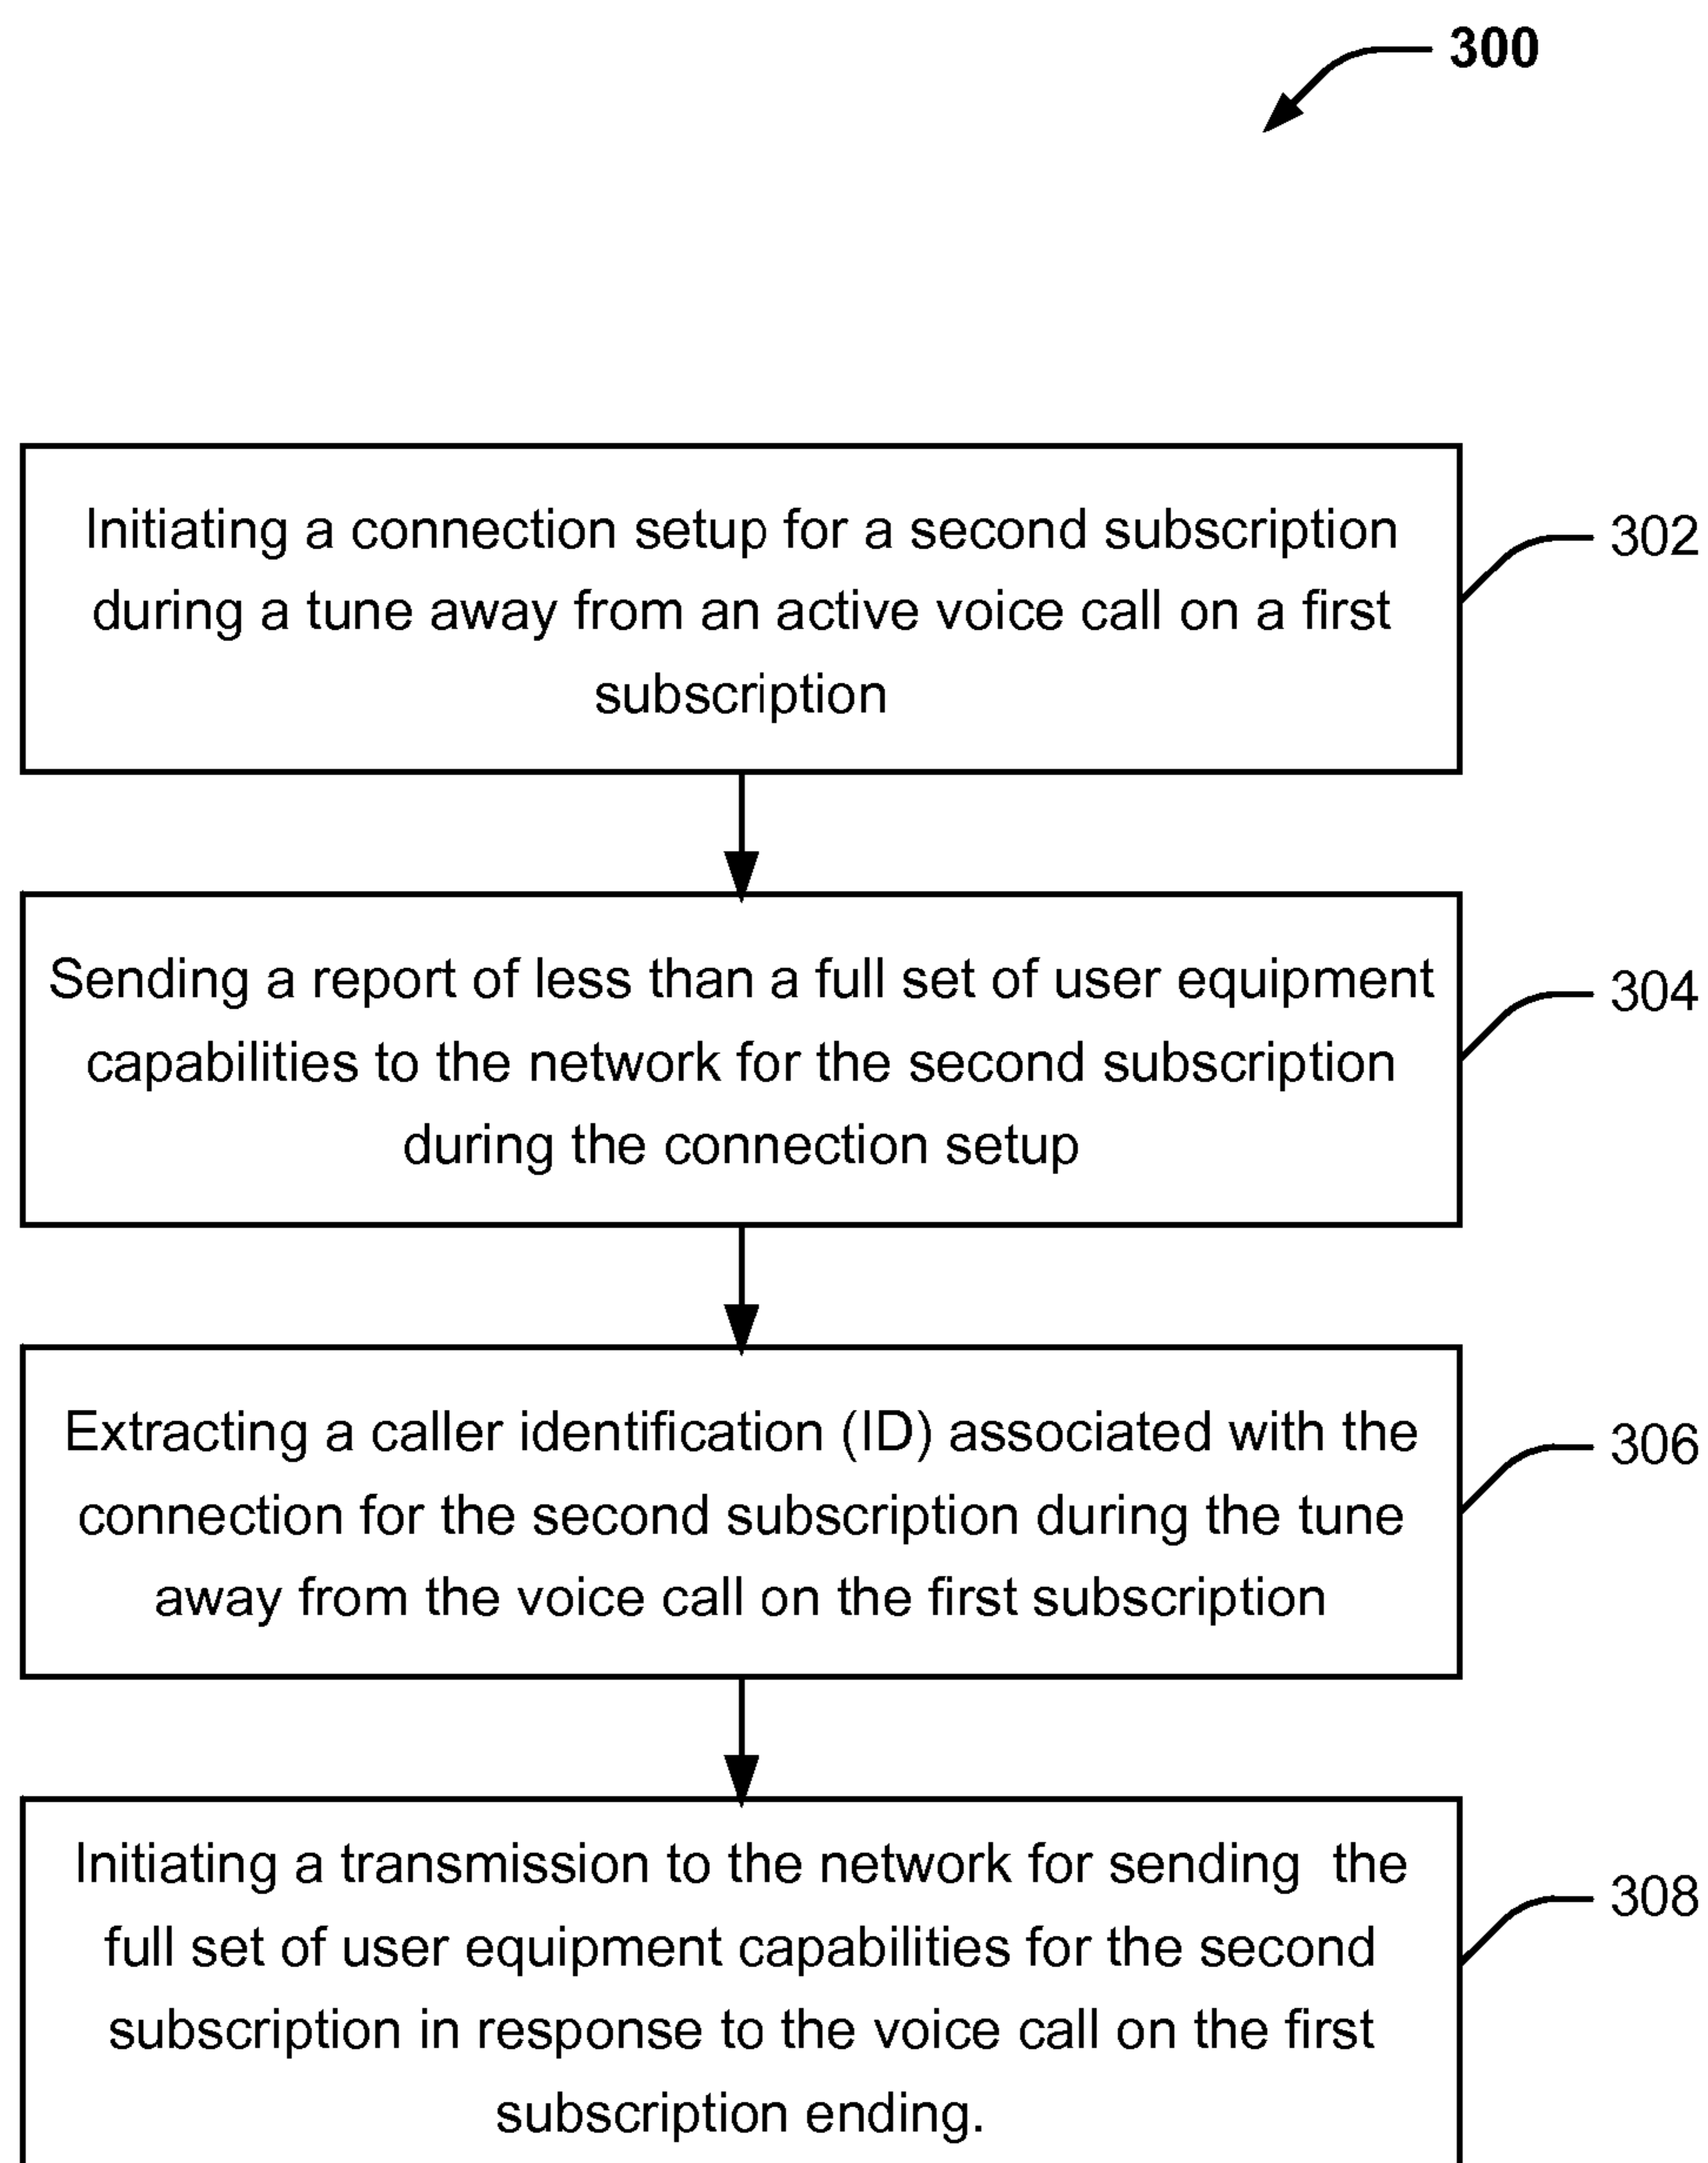 300
Initiating a connection setup for a second subscription
during a tune away from an active voice call on a first
subscription
302
Sending a report of less than a full set of user equipment
capabilities to the network for the second subscription
during the connection setup
304
Extracting a caller identification (ID) associated with the
connection for the second subscription during the tune
away from the voice call on the first subscription
306
Initiating a transmission to the network for sending  the
full set of user equipment capabilities for the second
subscription in response to the voice call on the first
subscription ending.
308